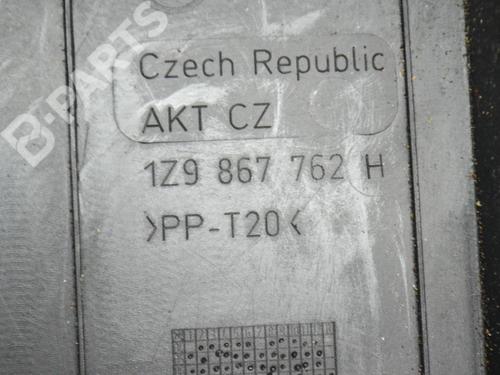 B-PARTS
Czech Republic
AKT CZ
1Z9 867 762 H
>PP-T20<